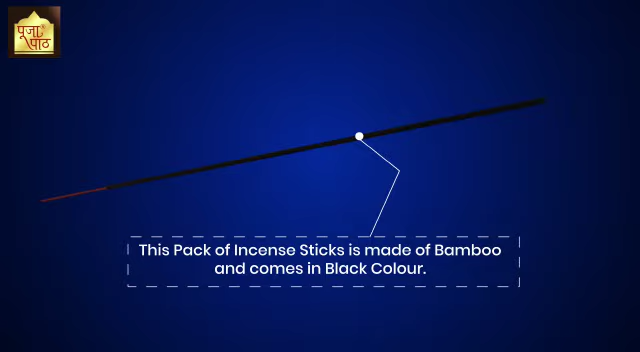 पूजा
पाठ
This Pack of Incense Sticks is made of Bamboo
and comes in Black Colour.